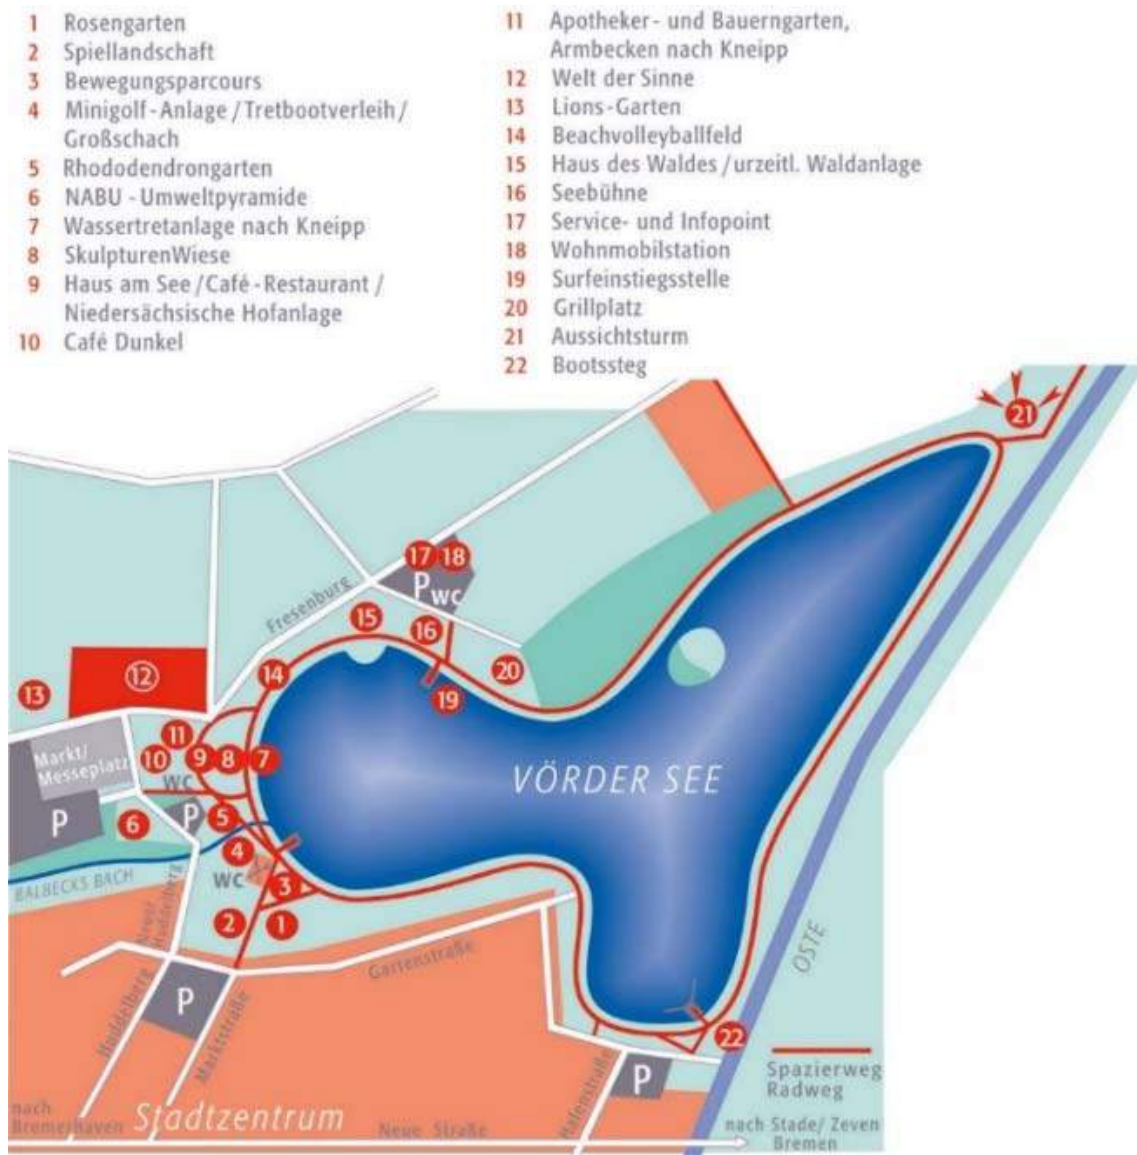 1 Rosengarten
2 Spiellandschaft
3 Bewegungsparcours
4 Minigolf-Anlage / Tretbootverleih /
Großschach
5 Rhododendrongarten
6 NABU - Umweltpyramide
7 Wassertretanlage nach Kneipp
8 SkulpturenWiese
9 Haus am See / Café - Restaurant /
Niedersächsische Hofanlage
10 Café Dunkel
11 Apotheker- und Bauerngarten,
Armbecken nach Kneipp
12 Welt der Sinne
13 Lions-Garten
14 Beachvolleyballfeld
15 Haus des Waldes / urzeitl. Waldanlage
16 Seebühne
17 Service- und Infopoint
18 Wohnmobilstation
19 Surfeinstiegsstelle
20 Grillplatz
21 Aussichtsturm
22 Bootssteg
21
17 18
P WC
Fresenburg
15
16
14
20
19
12
13
11
10
9
8
7
Markt/
Messeplatz
WC
VÖRDER SEE
P
6
P
5
4
BALBECKS BACH
WC
3
2
1
Neuer
Huddelberg
Gartenstraße
OSTE
P
Huddelberg
Marktstraße
22
Hafenstraße
P
Spazierweg
Radweg
nach
Bremerhaven
Stadtzentrum
Neue Straße
nach Stade/ Zeven
Bremen